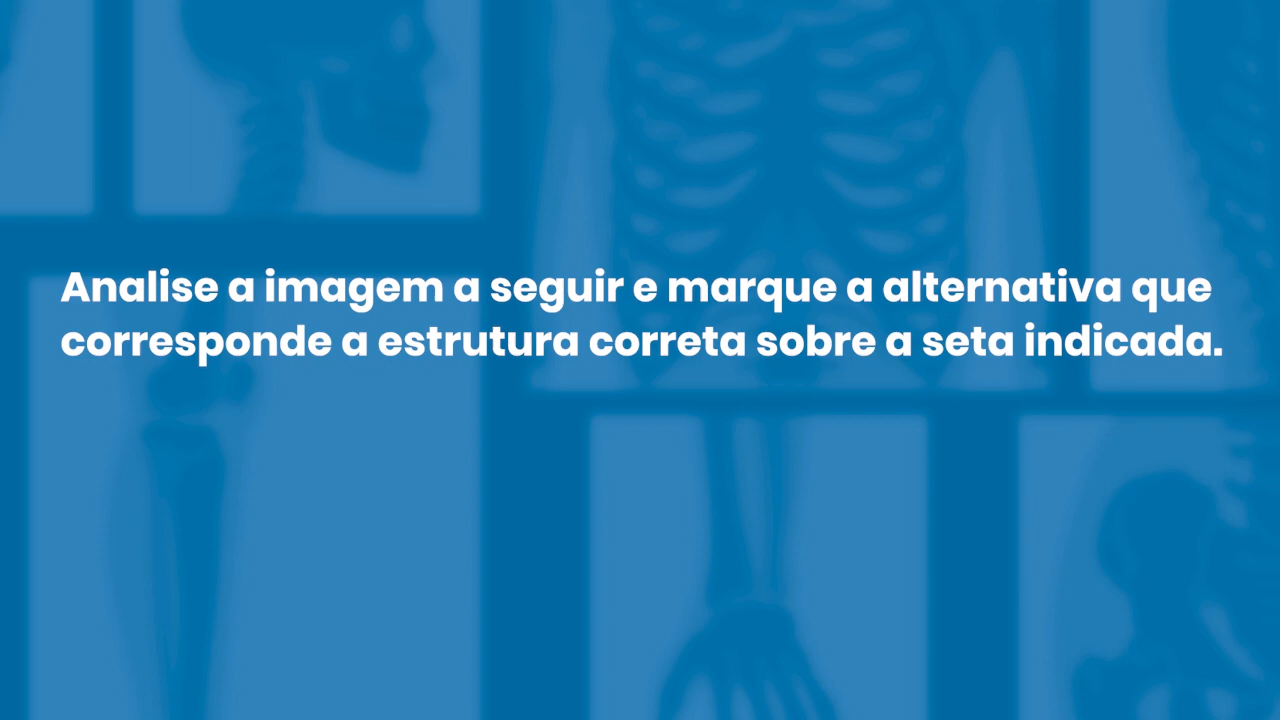 Analise a imagem a seguir e marque a alternativa que
corresponde a estrutura correta sobre a seta indicada.